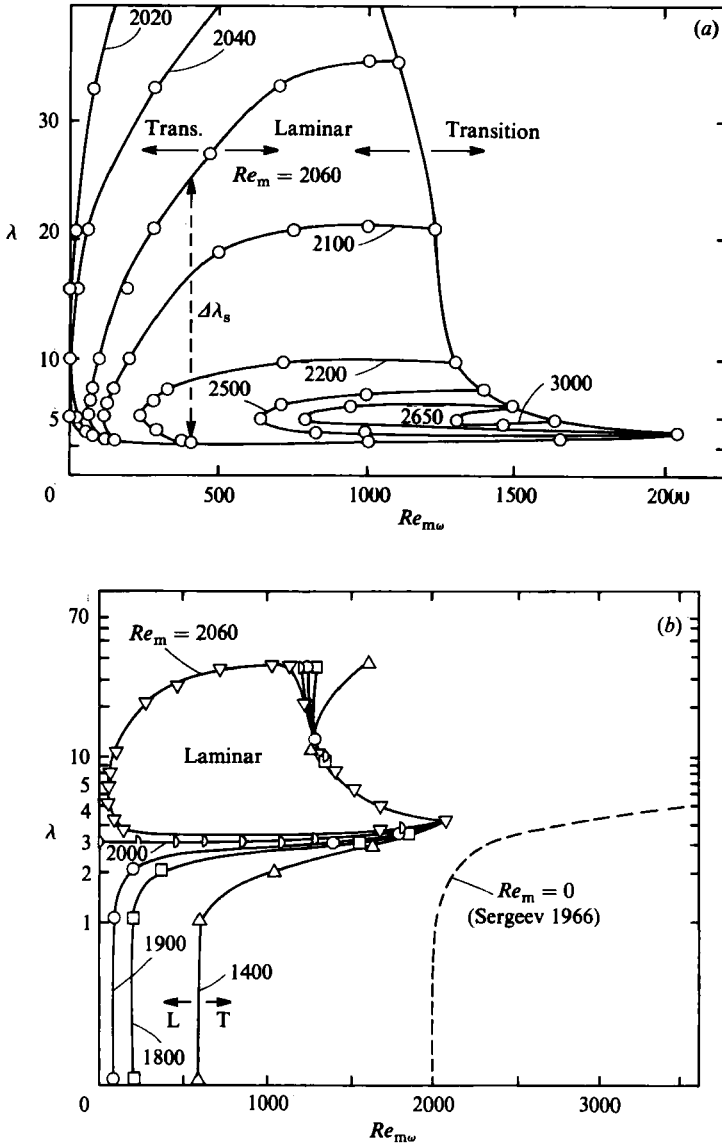 (a)
2020
2040
30
Trans.
Laminar
Transition
Re_m = 2060
λ
20
2100
Δλ_s
10
2200
2500
3000
2650
5
0
500
1000
1500
2000
Re_mω
(b)
70
Re_m = 2060
Laminar
10
5
4
λ
3
2000
2
Re_m = 0
(Sergeev 1966)
1
1900
1400
L
T
1800
0
1000
2000
3000
Re_mω